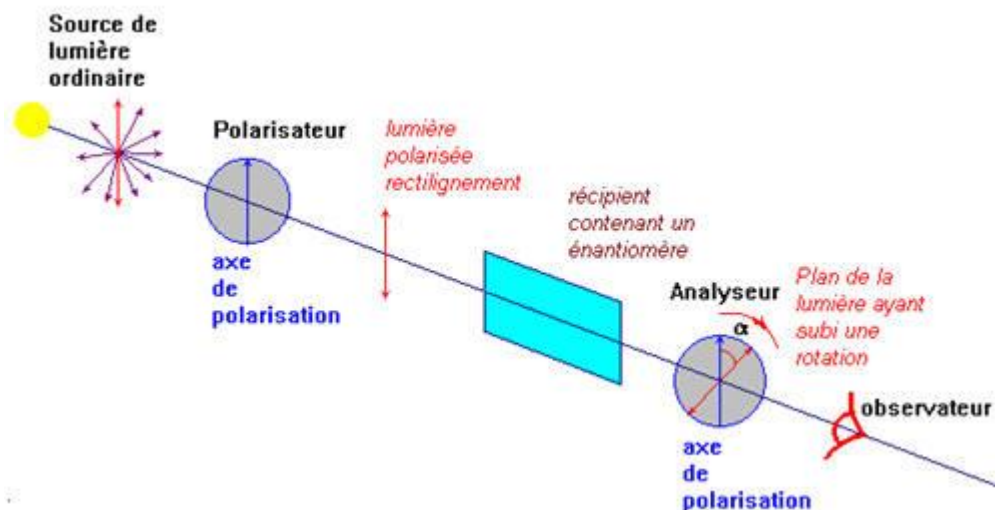 Source de
lumière
ordinaire
Polarisateur
axe
de
polarisation
lumière
polarisée
rectilignement
récipient
contenant un
énantiomère
Analyseur
α
Plan de la
lumière ayant
subi une
rotation
axe
de
polarisation
observateur